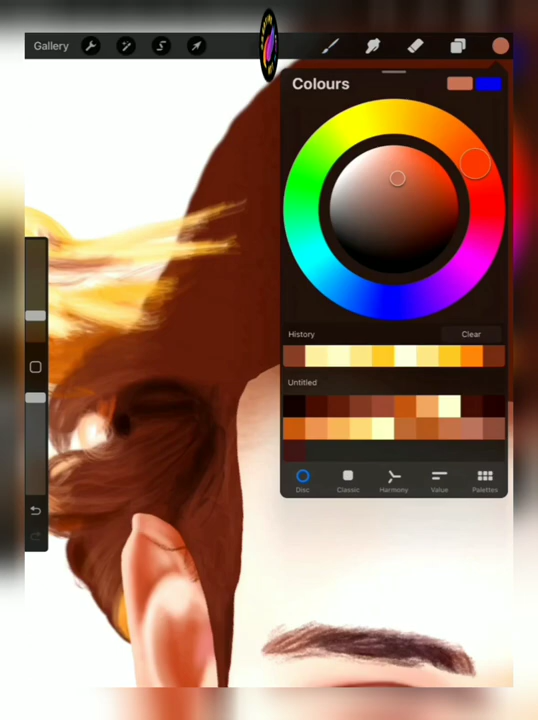 Gallery
Colours
History
Clear
Untitled
Disc
Classic
Harmony
Value
Palettes